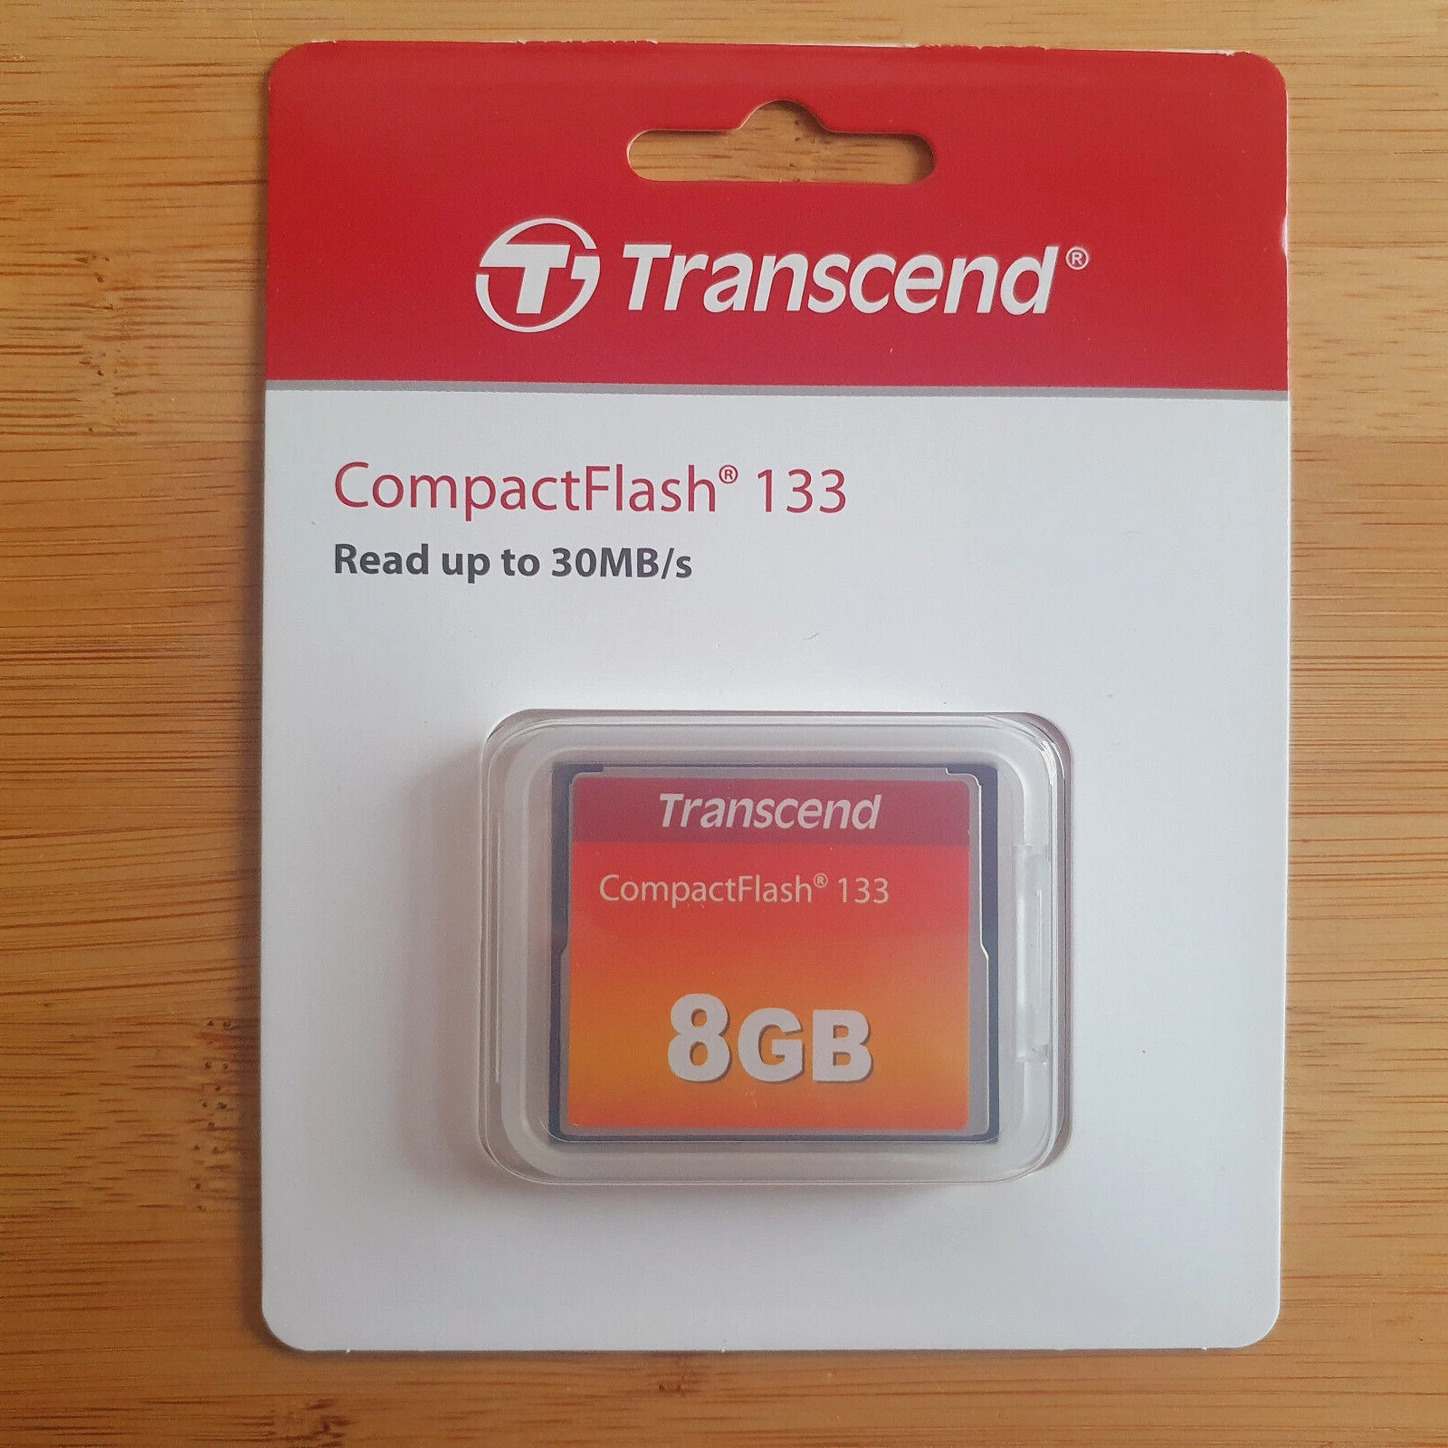 Transcend®
CompactFlash® 133
Read up to 30MB/s
Transcend
CompactFlash® 133
8GB